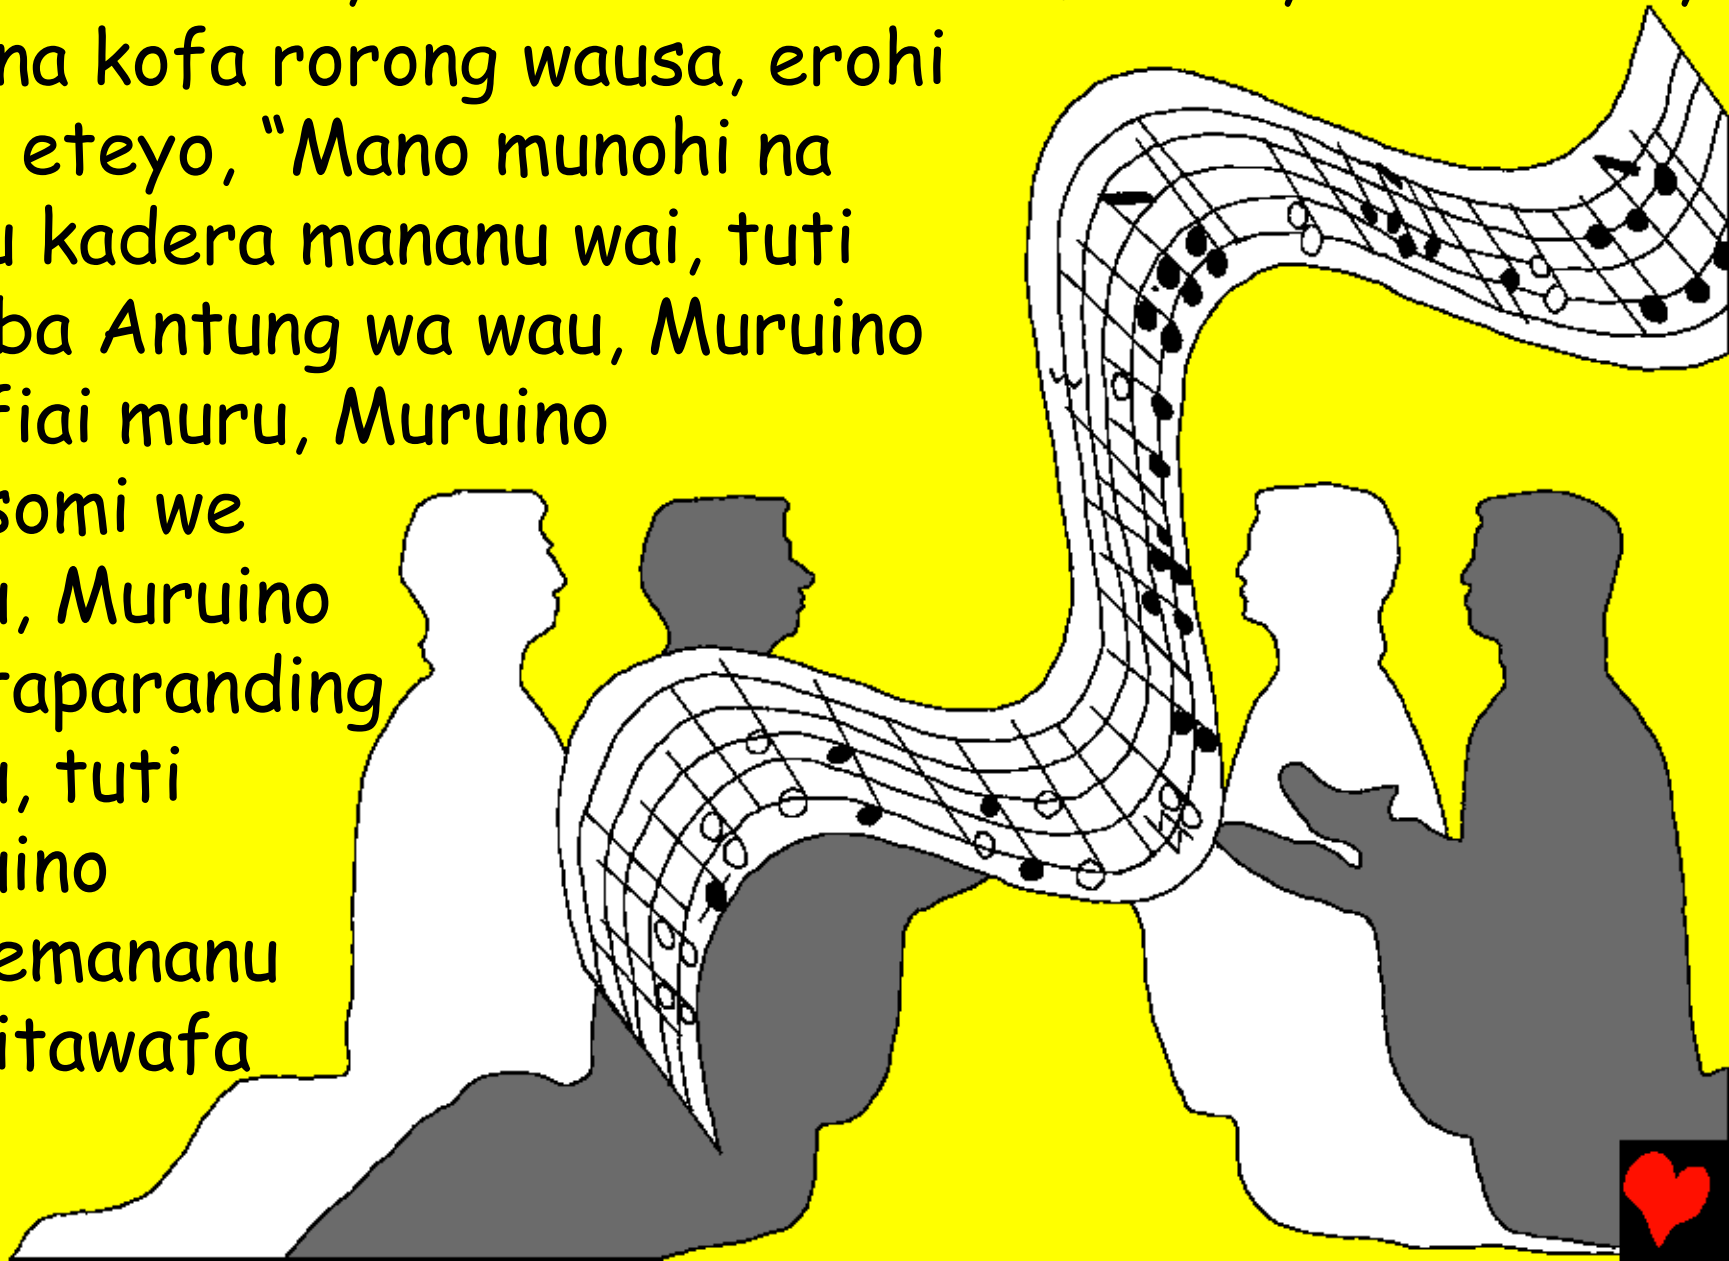 na kofa rorong wausa, erohi
eteyo, “Mano munohi na
kadera mananu wai, tuti
ba Antung wa wau, Muruino
fiai muru, Muruino
somi we
, Muruino
raparanding
, tuti
ino
emananu
itawafa